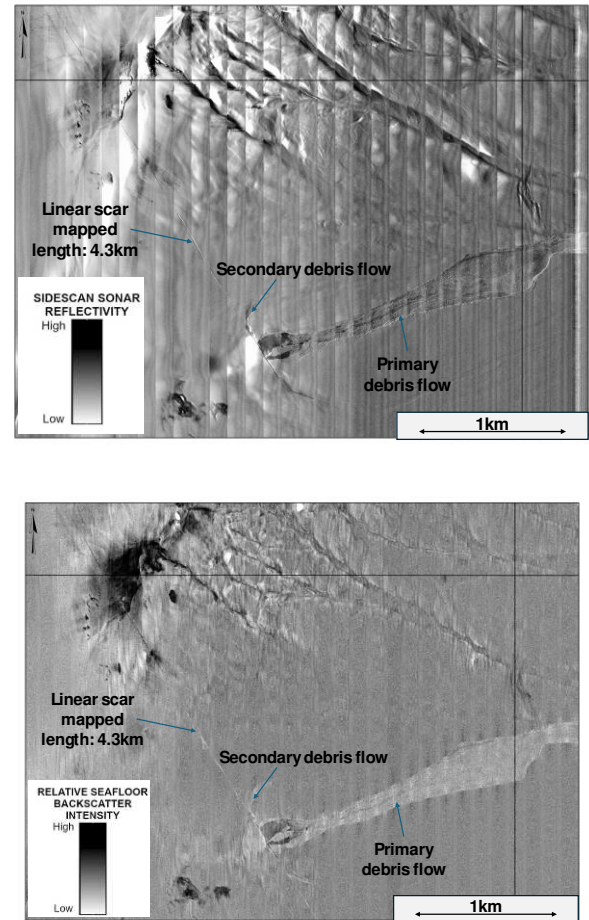 Linear scar
mapped
length: 4.3km
Secondary debris flow
SIDESCAN SONAR
REFLECTIVITY
High
Low
Primary
debris flow
1km
Linear scar
mapped
length: 4.3km
Secondary debris flow
RELATIVE SEAFLOOR
BACKSCATTER
INTENSITY
High
Low
Primary
debris flow
1km